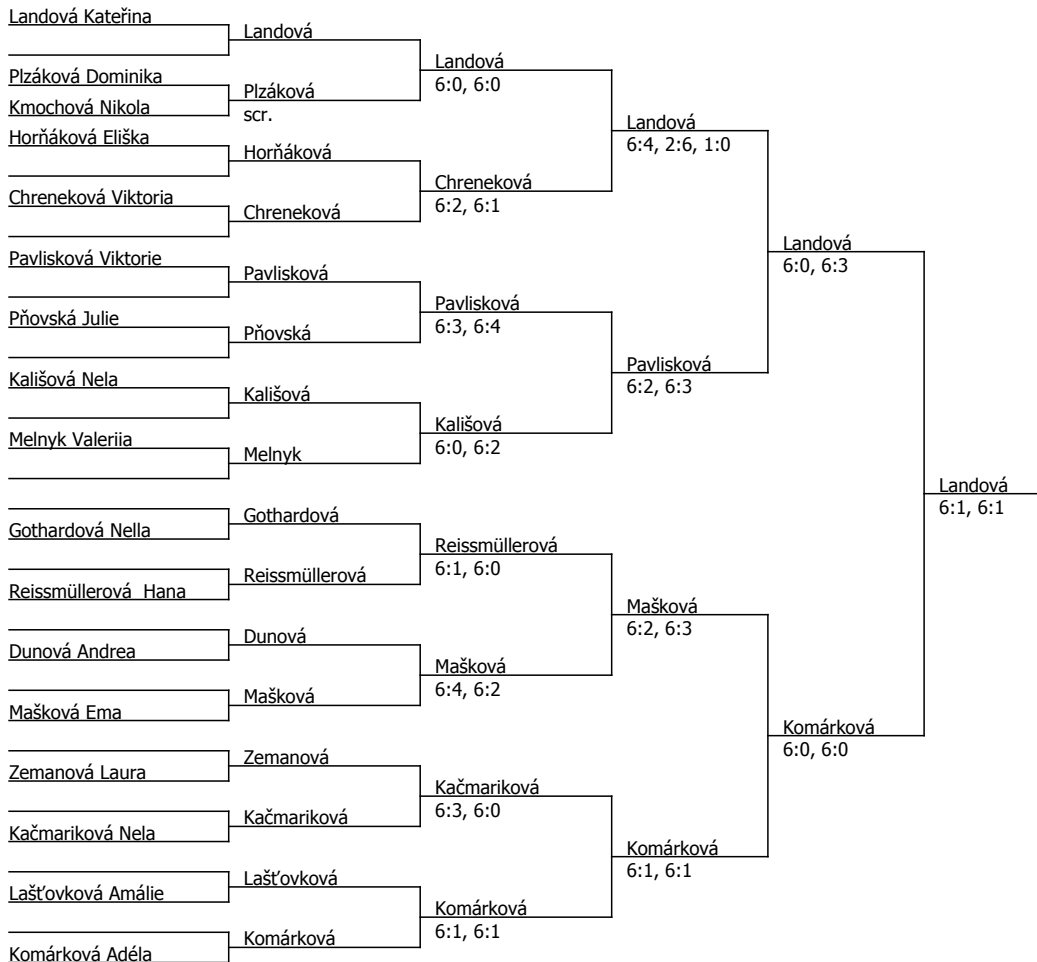 Landová Kateřina
Plzáková Dominika
Kmochová Nikola
Horňáková Eliška
Chreneková Viktoria
Pavlisková Viktorie
Pňovská Julie
Kališová Nela
Melnyk Valeriia
Gothardová Nella
Reissmüllerová  Hana
Dunová Andrea
Mašková Ema
Zemanová Laura
Kačmariková Nela
Lašťovková Amálie
Komárková Adéla
Landová
Plzáková
scr.
Horňáková
Chreneková
Pavlisková
Pňovská
Kališová
Melnyk
Gothardová
Reissmüllerová
Dunová
Mašková
Zemanová
Kačmariková
Lašťovková
Komárková
Landová
6:0, 6:0
Chreneková
6:2, 6:1
Pavlisková
6:3, 6:4
Kališová
6:0, 6:2
Reissmüllerová
6:1, 6:0
Mašková
6:4, 6:2
Kačmariková
6:3, 6:0
Komárková
6:1, 6:1
Landová
6:4, 2:6, 1:0
Pavlisková
6:2, 6:3
Mašková
6:2, 6:3
Komárková
6:1, 6:1
Landová
6:0, 6:3
Komárková
6:0, 6:0
Landová
6:1, 6:1